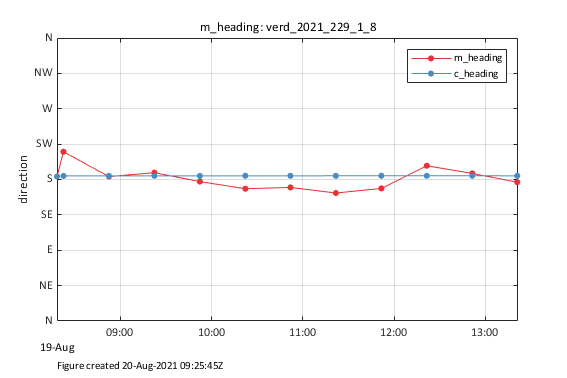 m_heading: verd_2021_229_1_8
N
NW
W
SW
S
SE
E
NE
N
direction
m_heading
c_heading
09:00
10:00
11:00
12:00
13:00
19-Aug
Figure created 20-Aug-2021 09:25:45Z